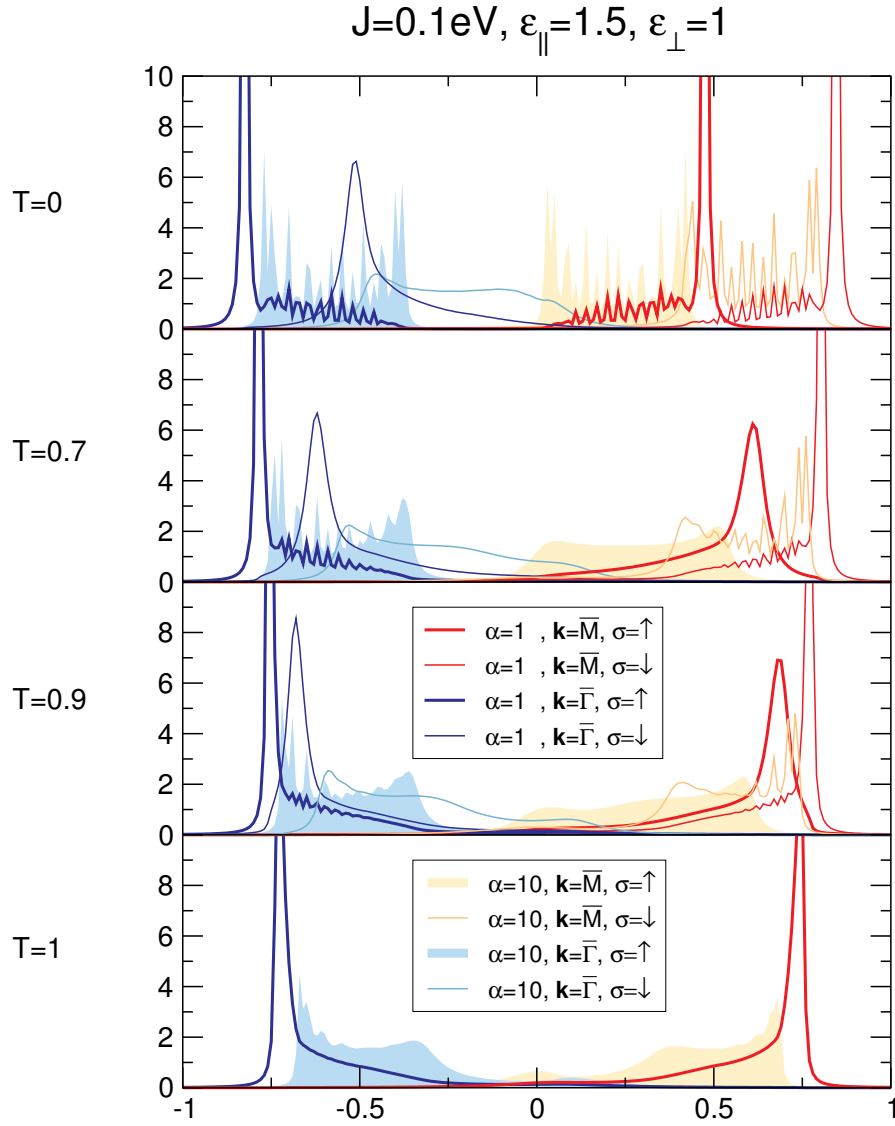 J=0.1eV, ε∥=1.5, ε⊥=1
10
8
6
4
2
0
T=0
8
6
4
2
0
T=0.7
8
6
4
2
0
T=0.9
α=1 , k=M̅, σ=↑
α=1 , k=M̅, σ=↓
α=1 , k=Γ̅, σ=↑
α=1 , k=Γ̅, σ=↓
8
6
4
2
0
T=1
α=10, k=M̅, σ=↑
α=10, k=M̅, σ=↓
α=10, k=Γ̅, σ=↑
α=10, k=Γ̅, σ=↓
-1 -0.5 0 0.5 1